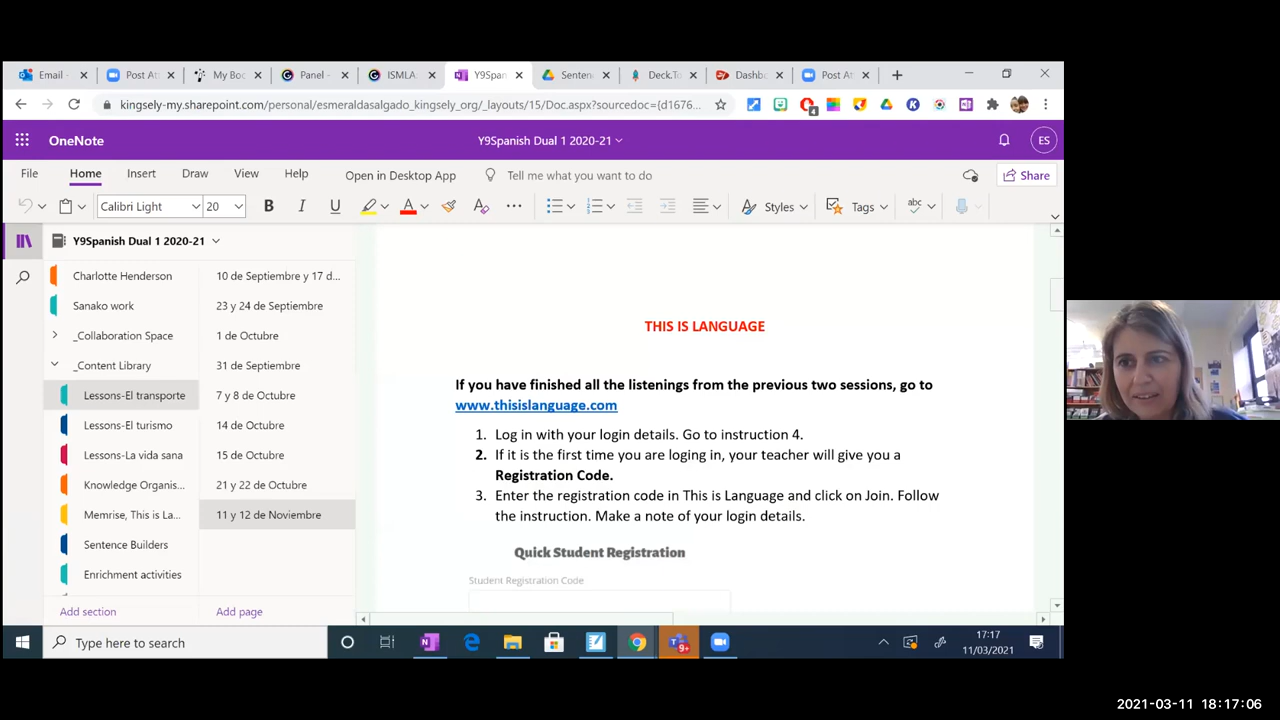 Email - Post At My Boo Panel - ISMLA. Y9Span Senten Deck.To Dashbo Post At
kingsely-my.sharepoint.com/personal/esmeraldasalgado_kingsely_org/_layouts/15/Doc.aspx?sourcedoc={d1676...
OneNote Y9Spanish Dual 1 2020-21 ES
File Home Insert Draw View Help Open in Desktop App Tell me what you want to do Share
Calibri Light 20 B I U Styles Tags abc
Y9Spanish Dual 1 2020-21
Charlotte Henderson 10 de Septiembre y 17 d...
Sanako work 23 y 24 de Septiembre
_Collaboration Space 1 de Octubre
_Content Library 31 de Septiembre
Lessons-El transporte 7 y 8 de Octubre
Lessons-El turismo 14 de Octubre
Lessons-La vida sana 15 de Octubre
Knowledge Organis... 21 y 22 de Octubre
Memrise, This is La... 11 y 12 de Noviembre
Sentence Builders
Enrichment activities
Add section Add page
THIS IS LANGUAGE
If you have finished all the listenings from the previous two sessions, go to
www.thisislanguage.com
1. Log in with your login details. Go to instruction 4.
2. If it is the first time you are loging in, your teacher will give you a
Registration Code.
3. Enter the registration code in This is Language and click on Join. Follow
the instruction. Make a note of your login details.
Quick Student Registration
Student Registration Code
Type here to search
9+
17:17
11/03/2021
2021-03-11 18:17:06